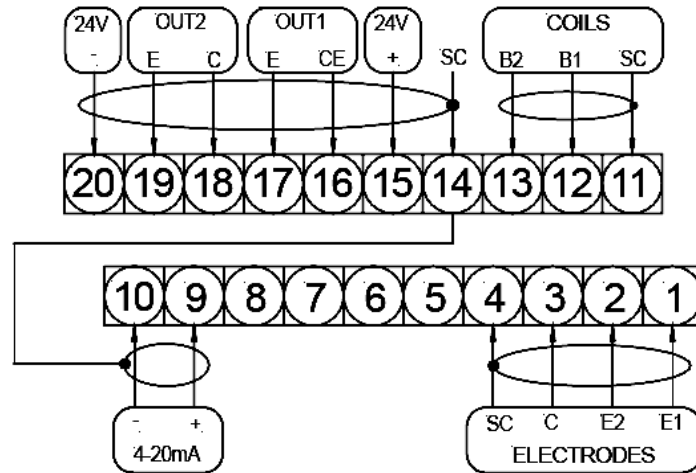 24V OUT2 OUT1 24V COILS
- E C E CE + SC B2 B1 SC
20 19 18 17 16 15 14 13 12 11
10 9 8 7 6 5 4 3 2 1
- + SC C E2 E1
4-20mA ELECTRODES